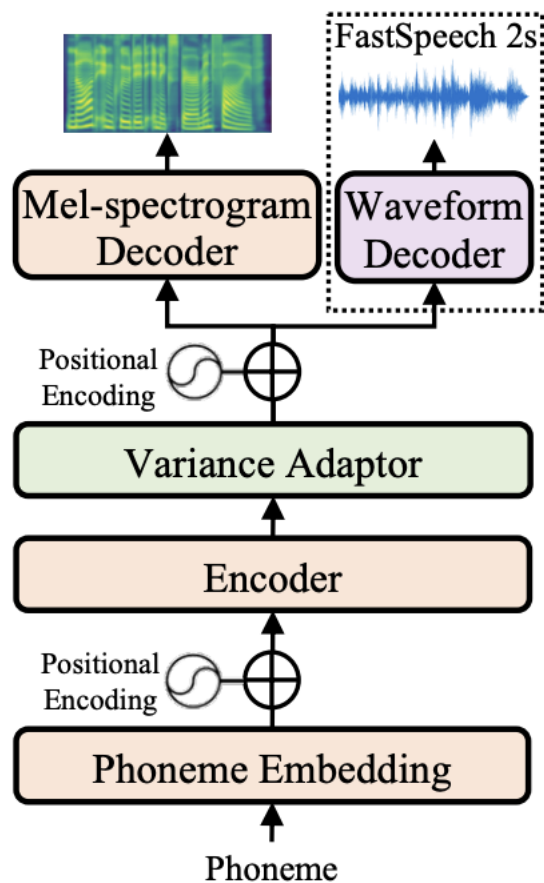 FastSpeech 2s
Mel-spectrogram
Decoder
Waveform
Decoder
Positional
Encoding
Variance Adaptor
Encoder
Positional
Encoding
Phoneme Embedding
Phoneme